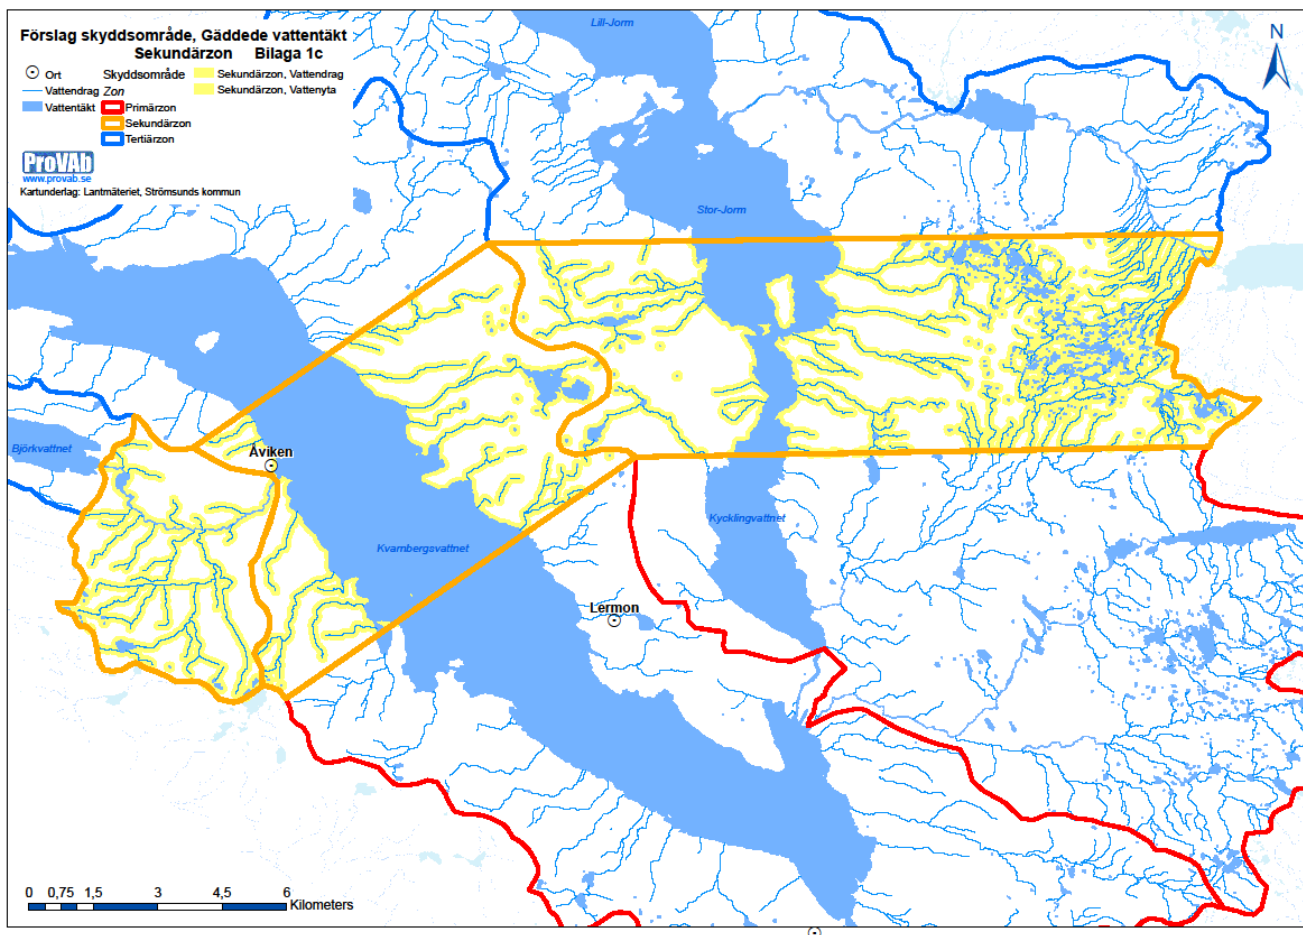 Förslag skyddsområde, Gäddede vattentäkt
Sekundärzon Bilaga 1c
Ort
Vattendrag
Vattentäkt
Skyddsområde
Zon
Primärzon
Sekundärzon
Tertiärzon
Sekundärzon, Vattendrag
Sekundärzon, Vattenyta
ProVAb
www.provab.se
Kartunderlag: Lantmäteriet, Strömsunds kommun
Lill-Jorm
N
Stor-Jorm
Björkvattnet
Åviken
Kycklingvattnet
Kvarnbergsvattnet
Lermon
0 0,75 1,5 3 4,5 6
Kilometers